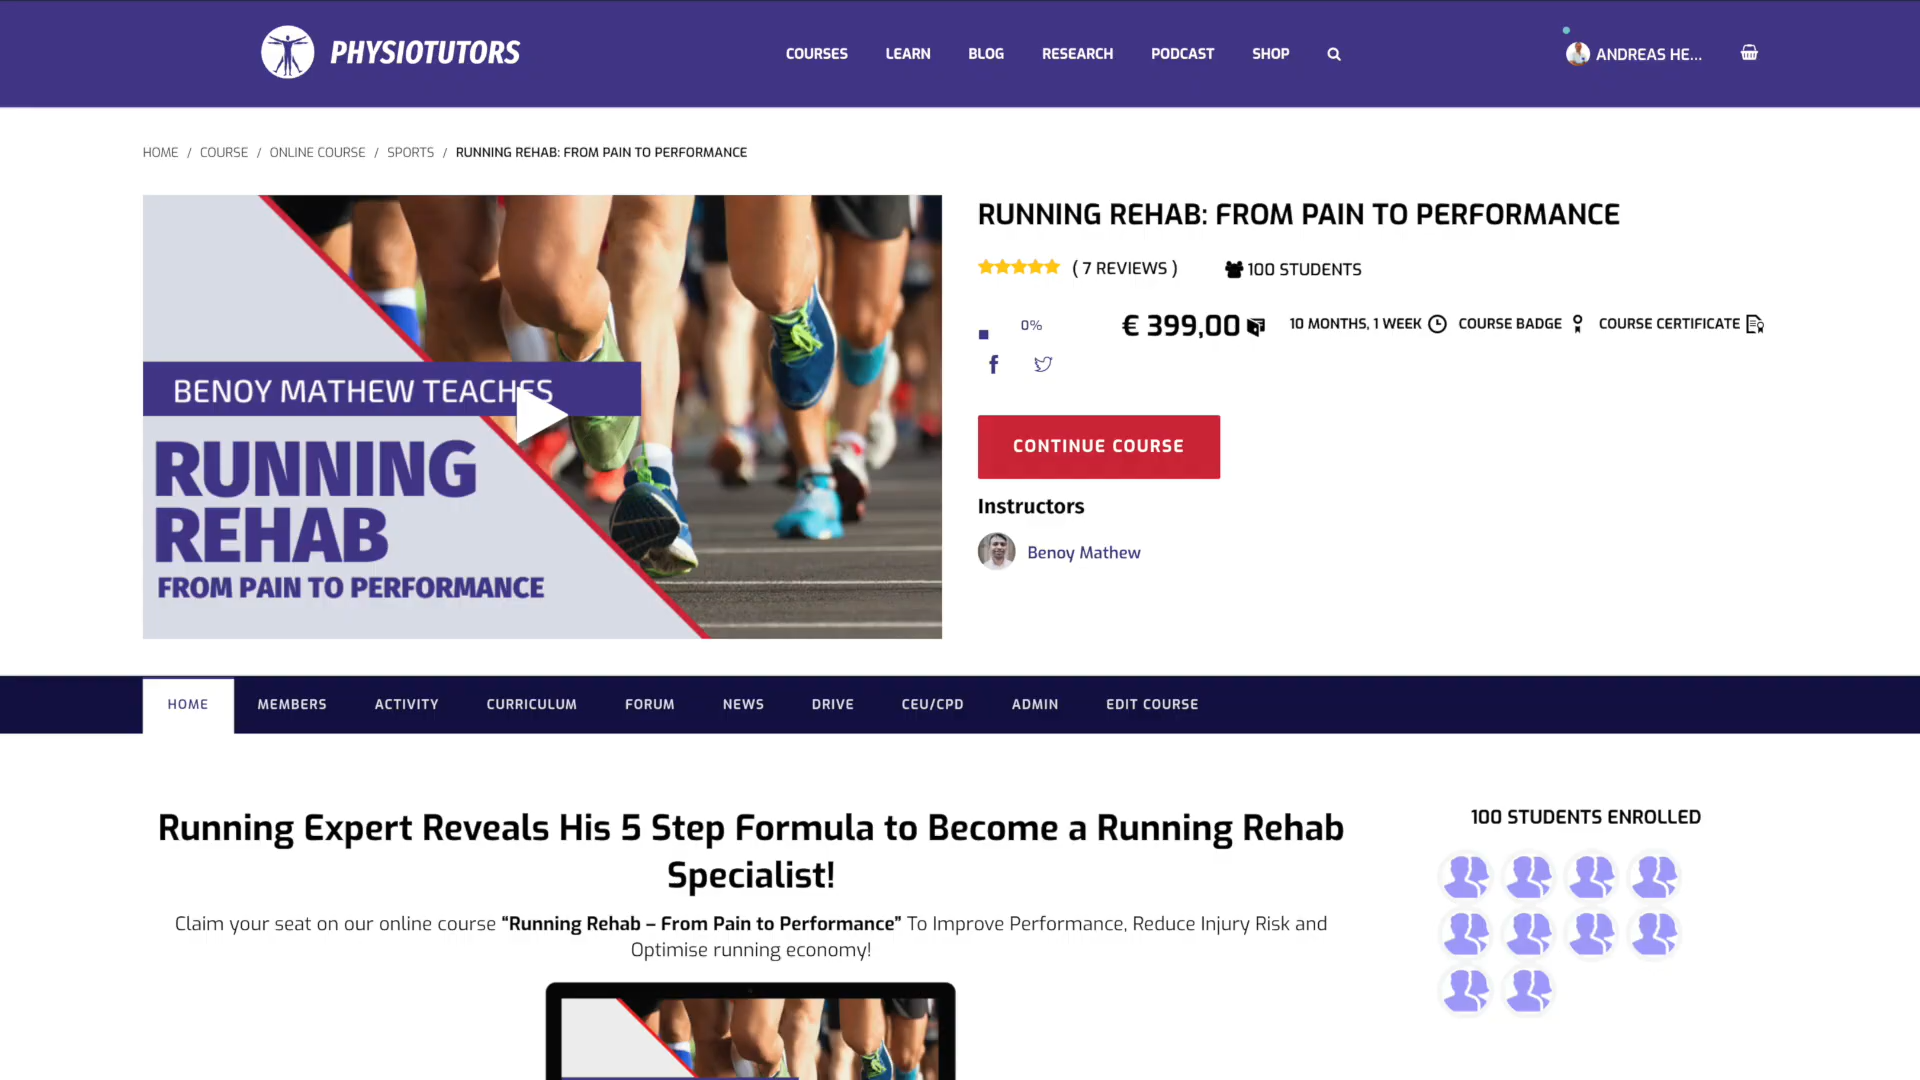 PHYSIOTUTORS
COURSES LEARN BLOG RESEARCH PODCAST SHOP
ANDREAS HE...
HOME / COURSE / ONLINE COURSE / SPORTS / RUNNING REHAB: FROM PAIN TO PERFORMANCE
BENOY MATHEW TEACHES
RUNNING
REHAB
FROM PAIN TO PERFORMANCE
RUNNING REHAB: FROM PAIN TO PERFORMANCE
( 7 REVIEWS ) 100 STUDENTS
0%
€ 399,00 10 MONTHS, 1 WEEK COURSE BADGE COURSE CERTIFICATE
CONTINUE COURSE
Instructors
Benoy Mathew
HOME MEMBERS ACTIVITY CURRICULUM FORUM NEWS DRIVE CEU/CPD ADMIN EDIT COURSE
Running Expert Reveals His 5 Step Formula to Become a Running Rehab
Specialist!
Claim your seat on our online course “Running Rehab – From Pain to Performance” To Improve Performance, Reduce Injury Risk and
Optimise running economy!
100 STUDENTS ENROLLED